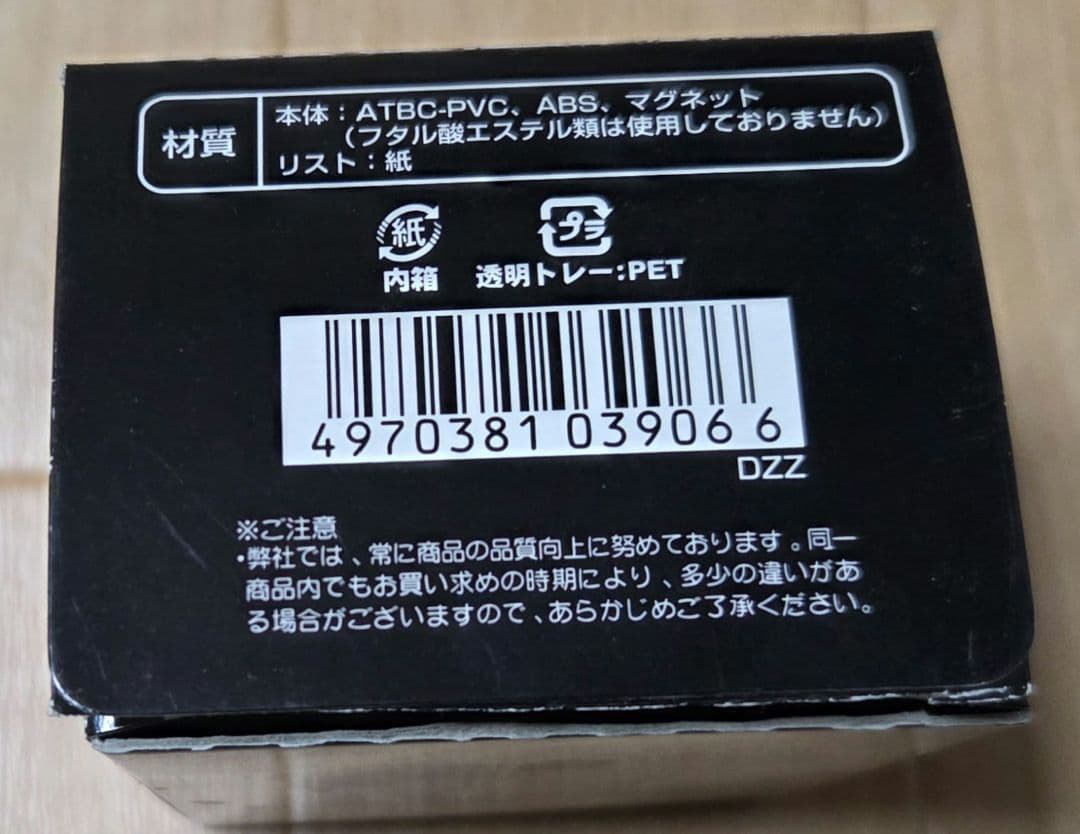 材質
本体：ATBC-PVC、ABS、マグネット
（フタル酸エステル類は使用しておりません）
リスト：紙
紙 プラ
内箱 透明トレー:PET
4970381039066
DZZ
※ご注意
・弊社では、常に商品の品質向上に努めております。同一
商品内でもお買い求めの時期により、多少の違いがあ
る場合がございますので、あらかじめご了承ください。